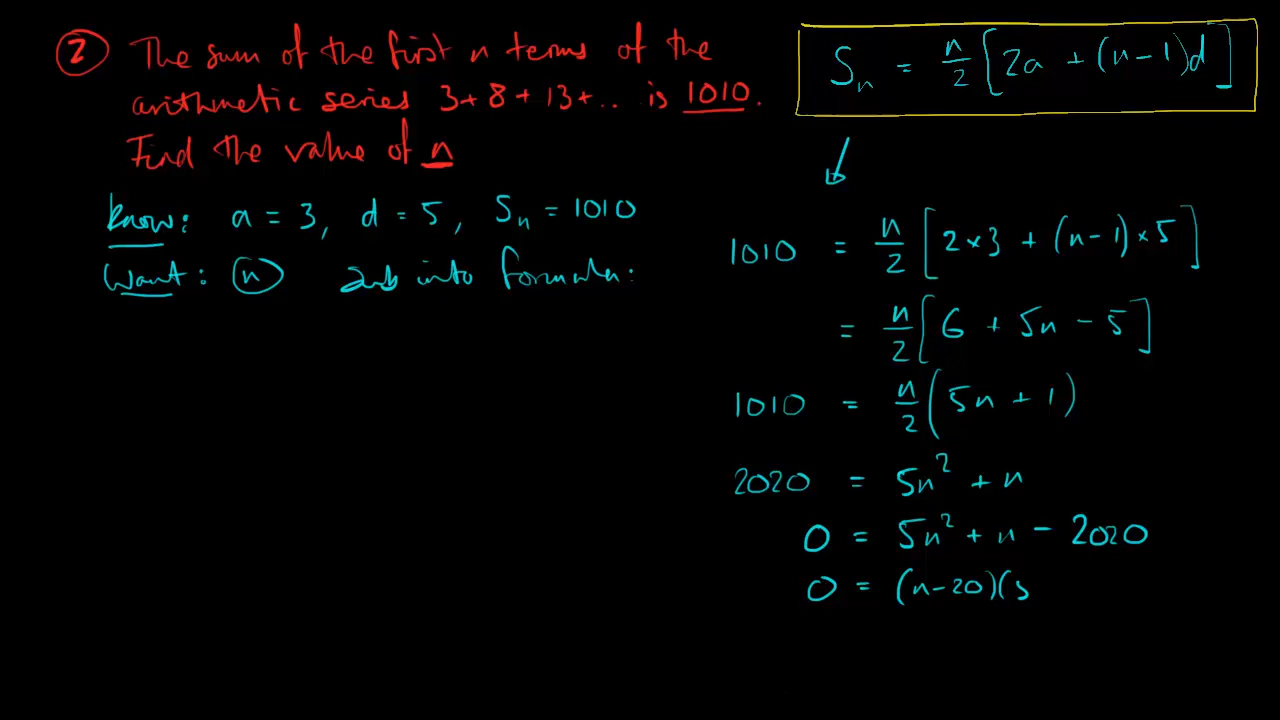 ② The sum of the first n terms of the
arithmetic series 3 + 8 + 13 + .. is 1010.
Find the value of n
know: a = 3, d = 5, Sₙ = 1010
Want: n sub into formula:
Sₙ = n/2 [2a + (n-1)d]
1010 = n/2 [2×3 + (n-1)×5]
= n/2 [6 + 5n - 5]
1010 = n/2 (5n + 1)
2020 = 5n² + n
0 = 5n² + n - 2020
0 = (n-20)(5